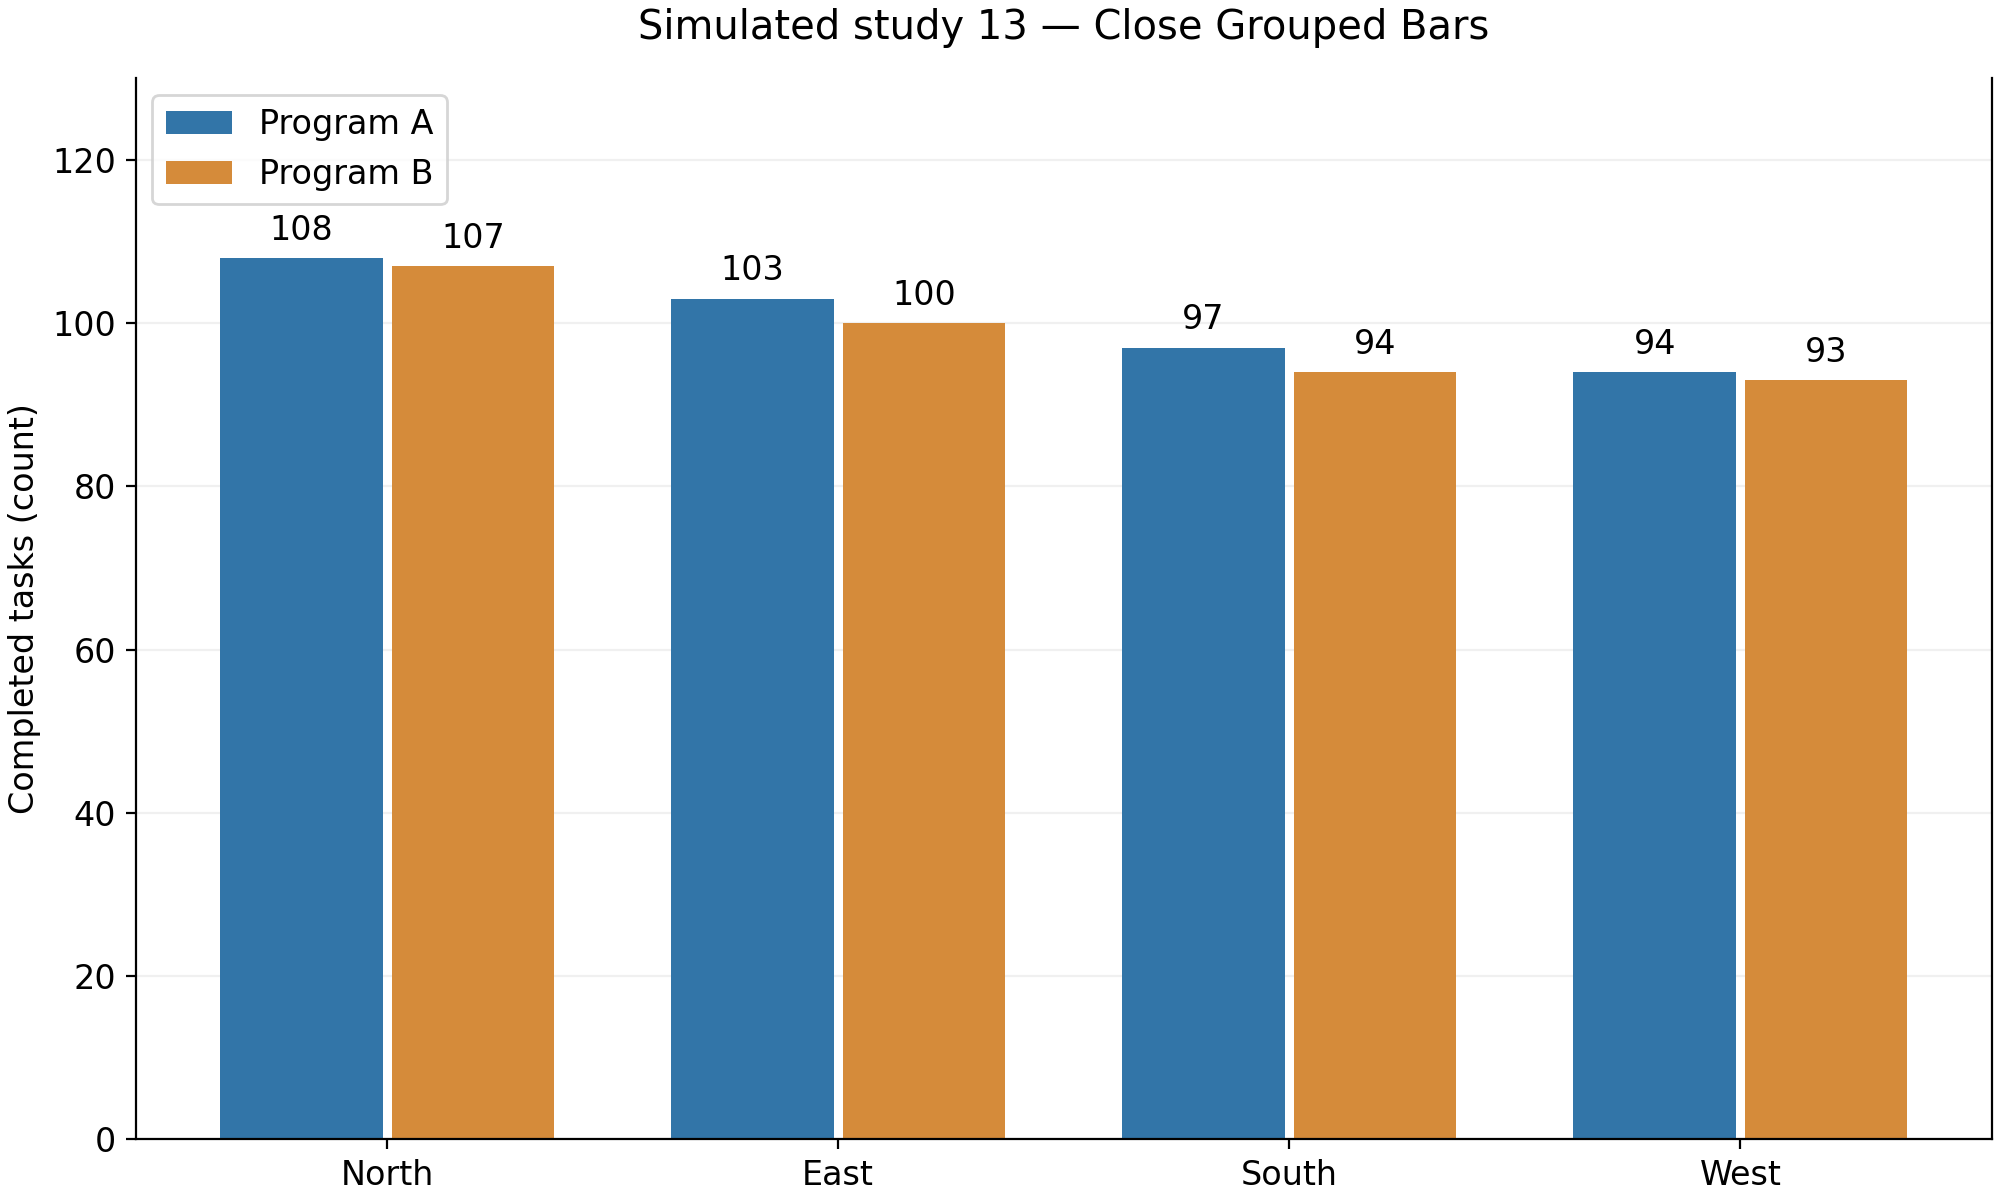 Simulated study 13 — Close Grouped Bars
Program A
Program B
120
100
80
60
40
20
0
Completed tasks (count)
108
107
103
100
97
94
94
93
North
East
South
West